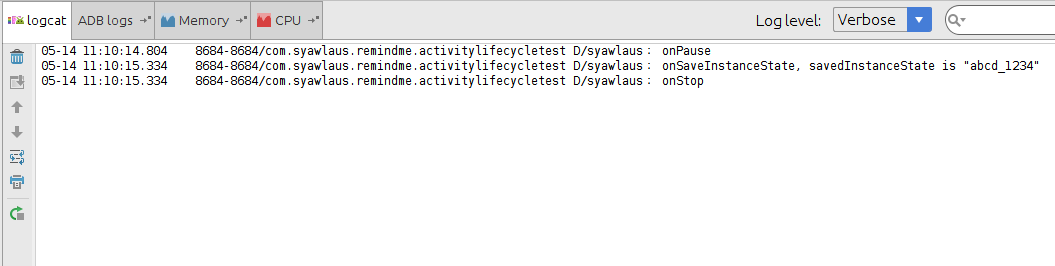 logcat ADB logs Memory CPU Log level: Verbose
05-14 11:10:14.804 8684-8684/com.syawlaus.remindme.activitylifecycletest D/syawlaus: onPause
05-14 11:10:15.334 8684-8684/com.syawlaus.remindme.activitylifecycletest D/syawlaus: onSaveInstanceState, savedInstanceState is "abcd_1234"
05-14 11:10:15.334 8684-8684/com.syawlaus.remindme.activitylifecycletest D/syawlaus: onStop